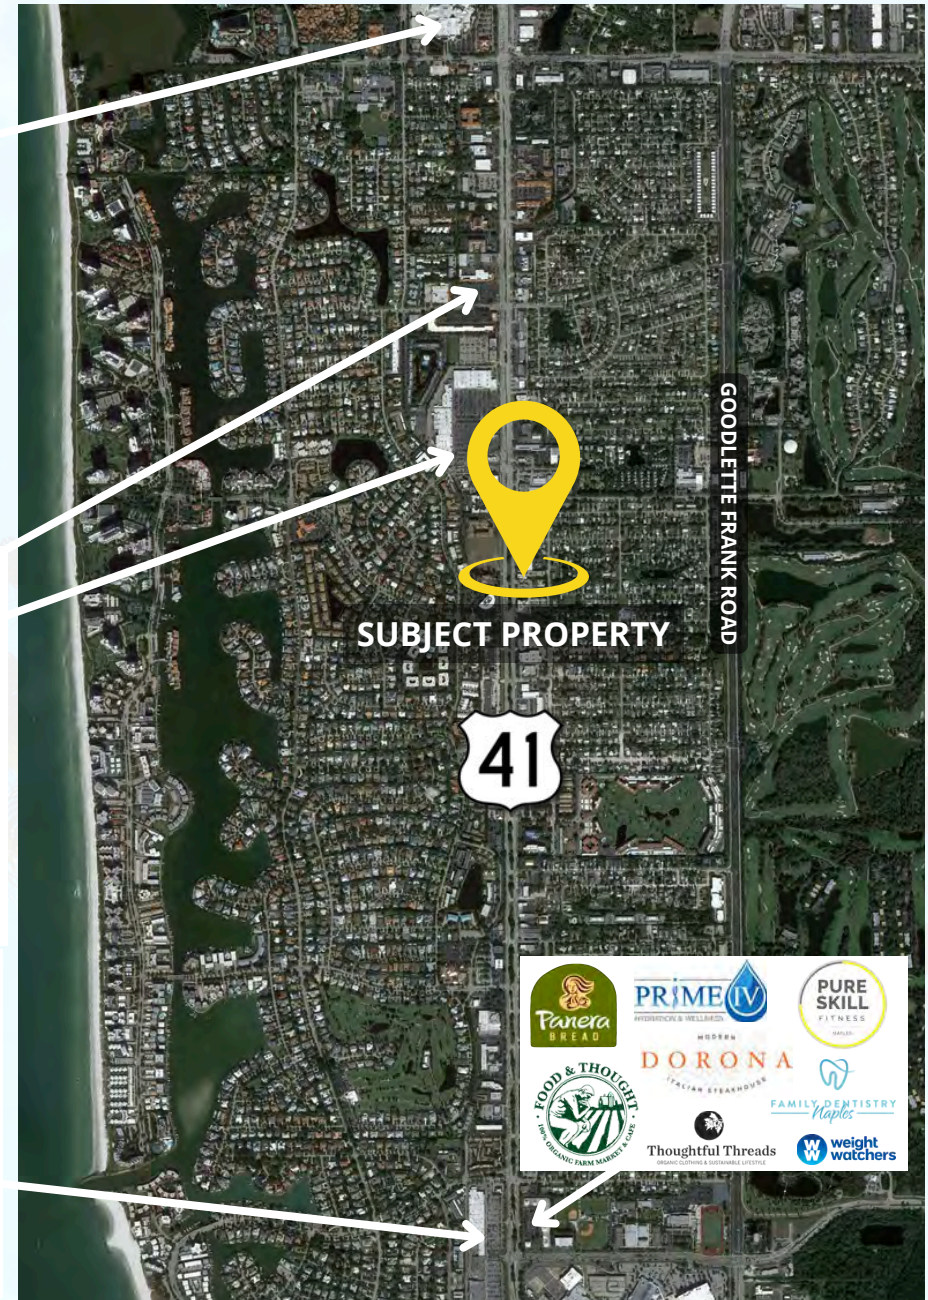 GOODLETTE FRANK ROAD
SUBJECT PROPERTY
41
Panera
BREAD
PRIME IV
HYDRATION & WELLNESS
PURE
SKILL
FITNESS
NAPLES
MODERN
DORONA
ITALIAN STEAKHOUSE
FOOD & THOUGHT
100% ORGANIC FARM MARKET & CAFE
FAMILY DENTISTRY
Naples
Thoughtful Threads
ORGANIC CLOTHING & SUSTAINABLE LIFESTYLE
W
weight
watchers